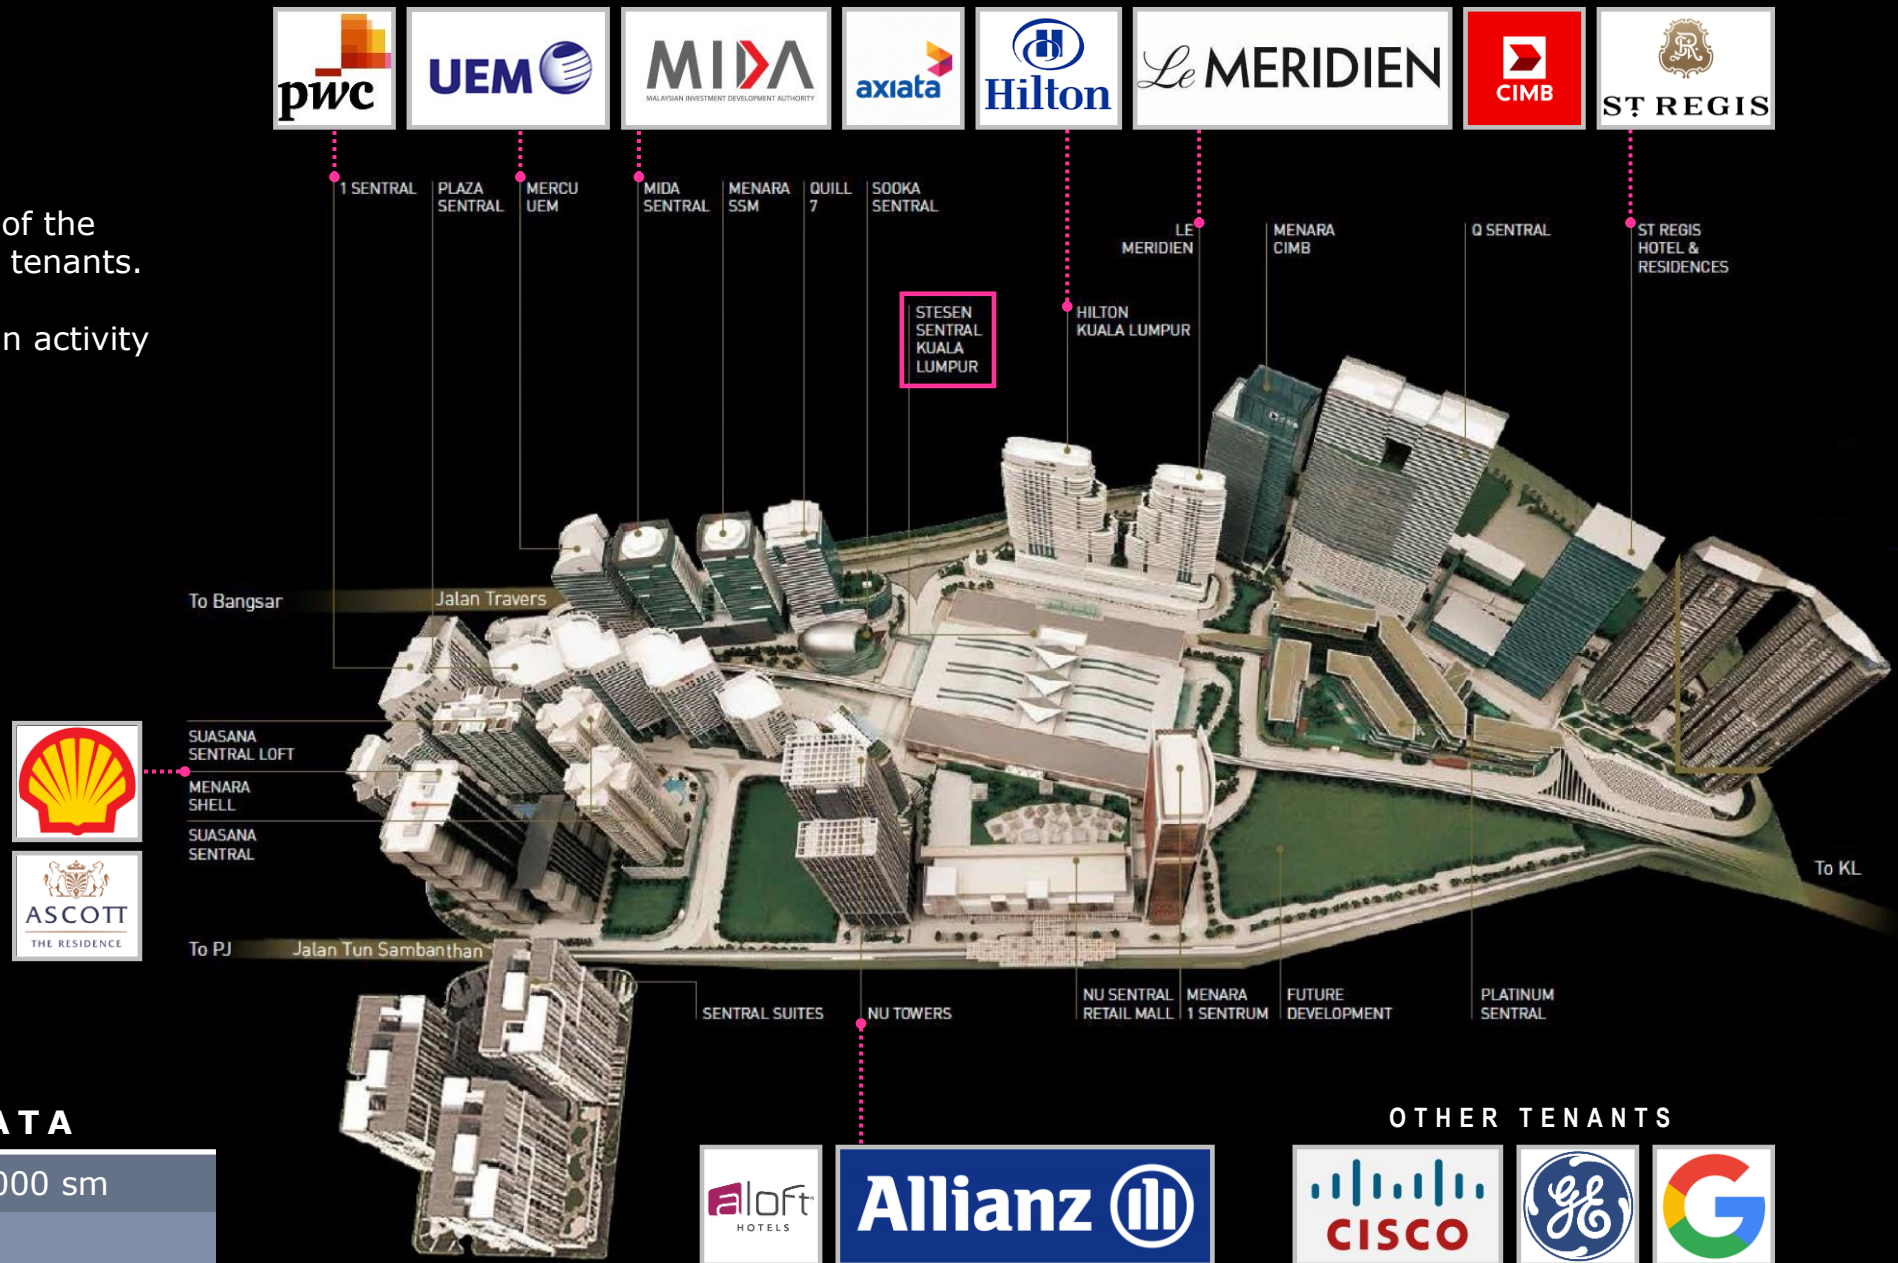 pwc
UEM
MIDA
MALAYSIAN INVESTMENT DEVELOPMENT AUTHORITY
axiata
Hilton
Le MERIDIEN
CIMB
ST REGIS
1 SENTRAL
PLAZA
SENTRAL
MERCU
UEM
MIDA
SENTRAL
MENARA
SSM
QUILL
7
SOOKA
SENTRAL
of the
tenants.
n activity
LE
MERIDIEN
MENARA
CIMB
Q SENTRAL
ST REGIS
HOTEL &
RESIDENCES
STESEN
SENTRAL
KUALA
LUMPUR
HILTON
KUALA LUMPUR
To Bangsar
Jalan Travers
SUASANA
SENTRAL LOFT
MENARA
SHELL
SUASANA
SENTRAL
ASCOTT
THE RESIDENCE
To KL
To PJ
Jalan Tun Sambanthan
SENTRAL SUITES
NU TOWERS
NU SENTRAL
RETAIL MALL
MENARA
1 SENTRUM
FUTURE
DEVELOPMENT
PLATINUM
SENTRAL
ATA
000 sm
OTHER TENANTS
aloft
HOTELS
Allianz
CISCO
GE
G